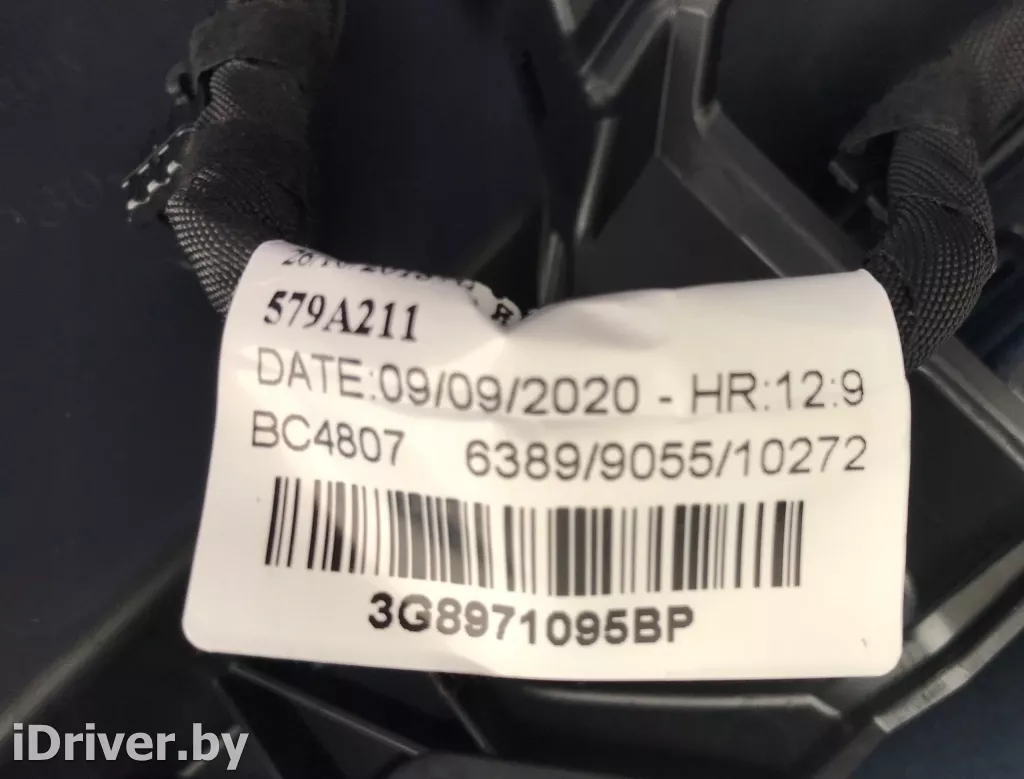 579A211
DATE:09/09/2020 - HR:12:9
BC4807 6389/9055/10272
3G8971095BP
iDriver.by